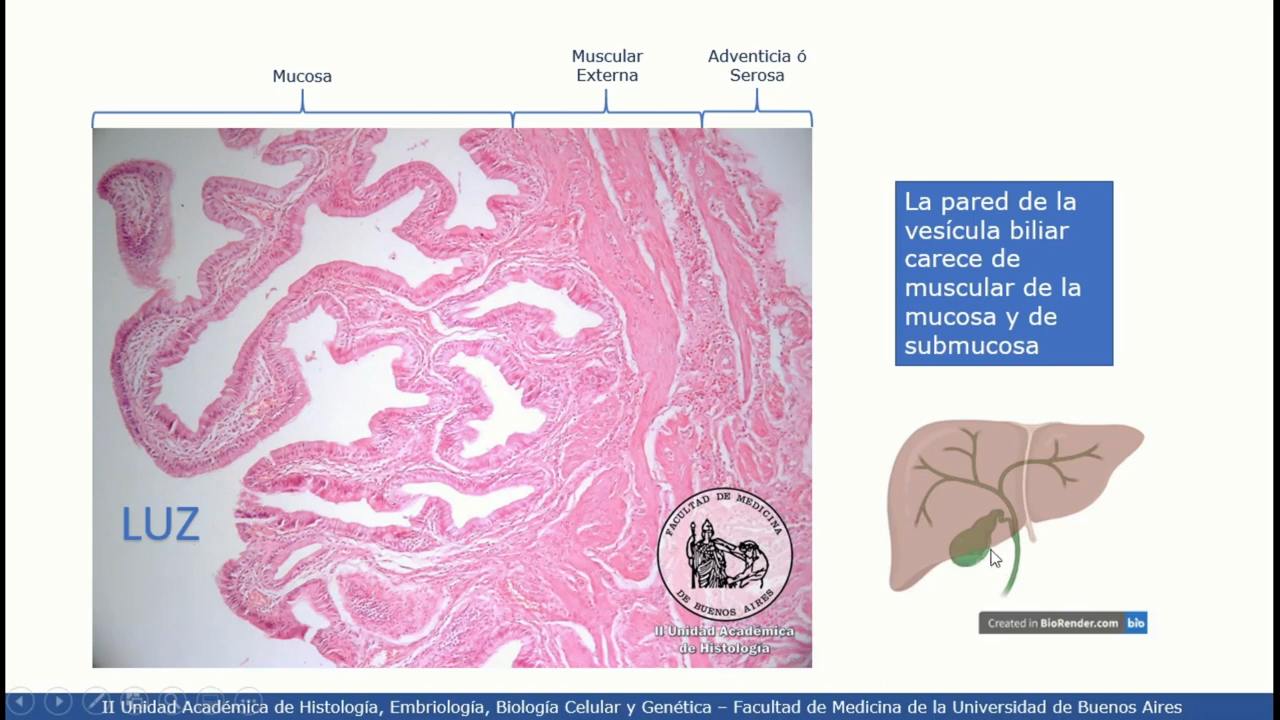 Mucosa
Muscular
Externa
Adventicia ó
Serosa
La pared de la
vesícula biliar
carece de
muscular de la
mucosa y de
submucosa
LUZ
FACULTAD DE MEDICINA
DE BUENOS AIRES
II Unidad Académica
de Histología
Created in BioRender.com bio
II Unidad Académica de Histología, Embriología, Biología Celular y Genética – Facultad de Medicina de la Universidad de Buenos Aires